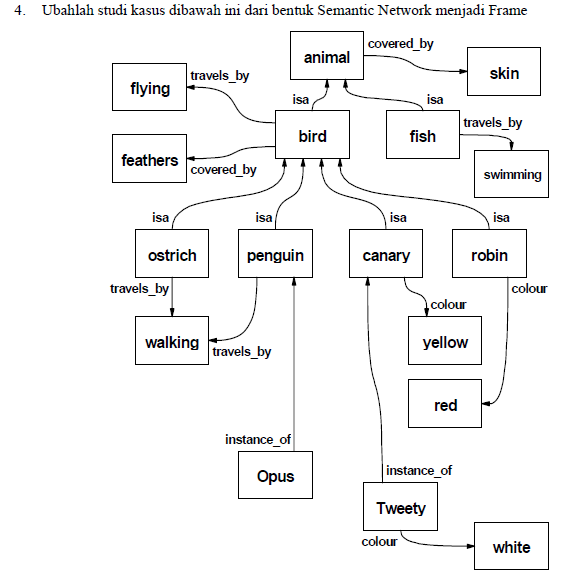 4. Ubahlah studi kasus dibawah ini dari bentuk Semantic Network menjadi Frame
animal
covered_by
skin
flying
travels_by
isa
isa
bird
fish
travels_by
feathers
covered_by
swimming
isa
isa
isa
isa
ostrich
penguin
canary
robin
travels_by
colour
colour
walking
travels_by
yellow
red
instance_of
Opus
instance_of
Tweety
colour
white